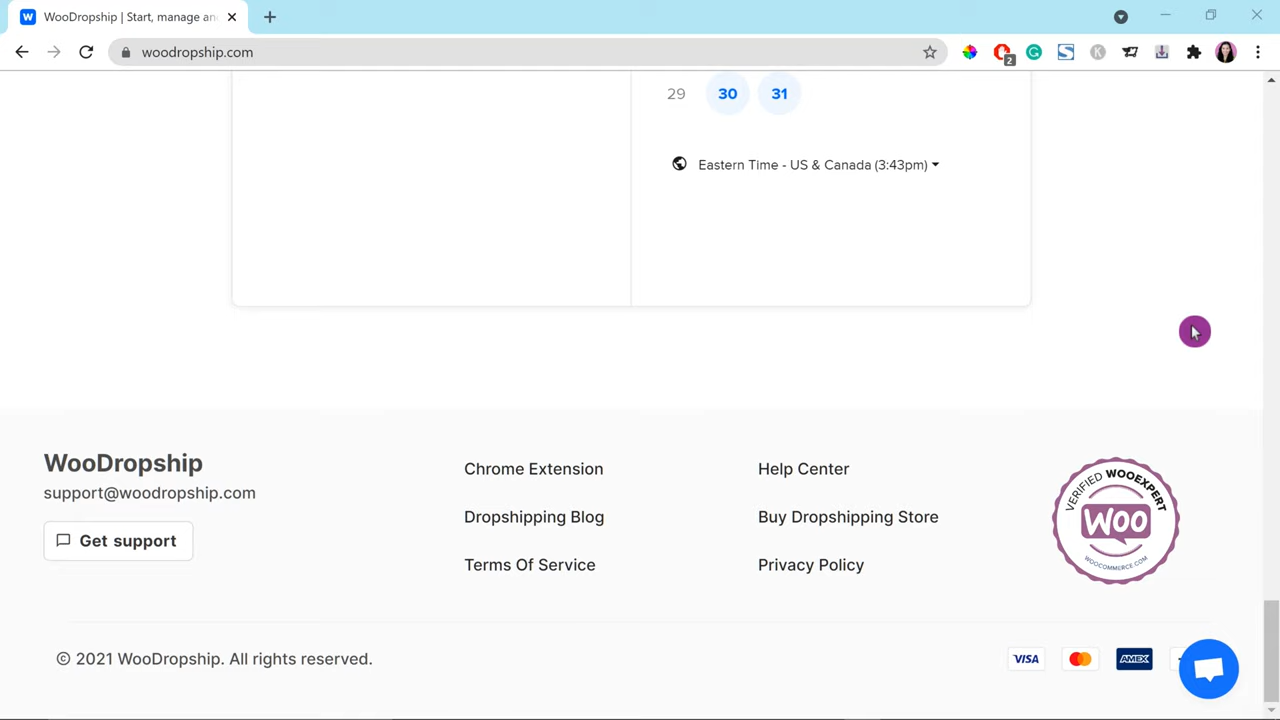 WooDropship | Start, manage an
woodropship.com
2
29 30 31
Eastern Time - US & Canada (3:43pm)
WooDropship
support@woodropship.com
Get support
Chrome Extension
Dropshipping Blog
Terms Of Service
Help Center
Buy Dropshipping Store
Privacy Policy
VERIFIED WOOEXPERT
WOO
WOOCOMMERCE.COM
© 2021 WooDropship. All rights reserved.
VISA
AMEX